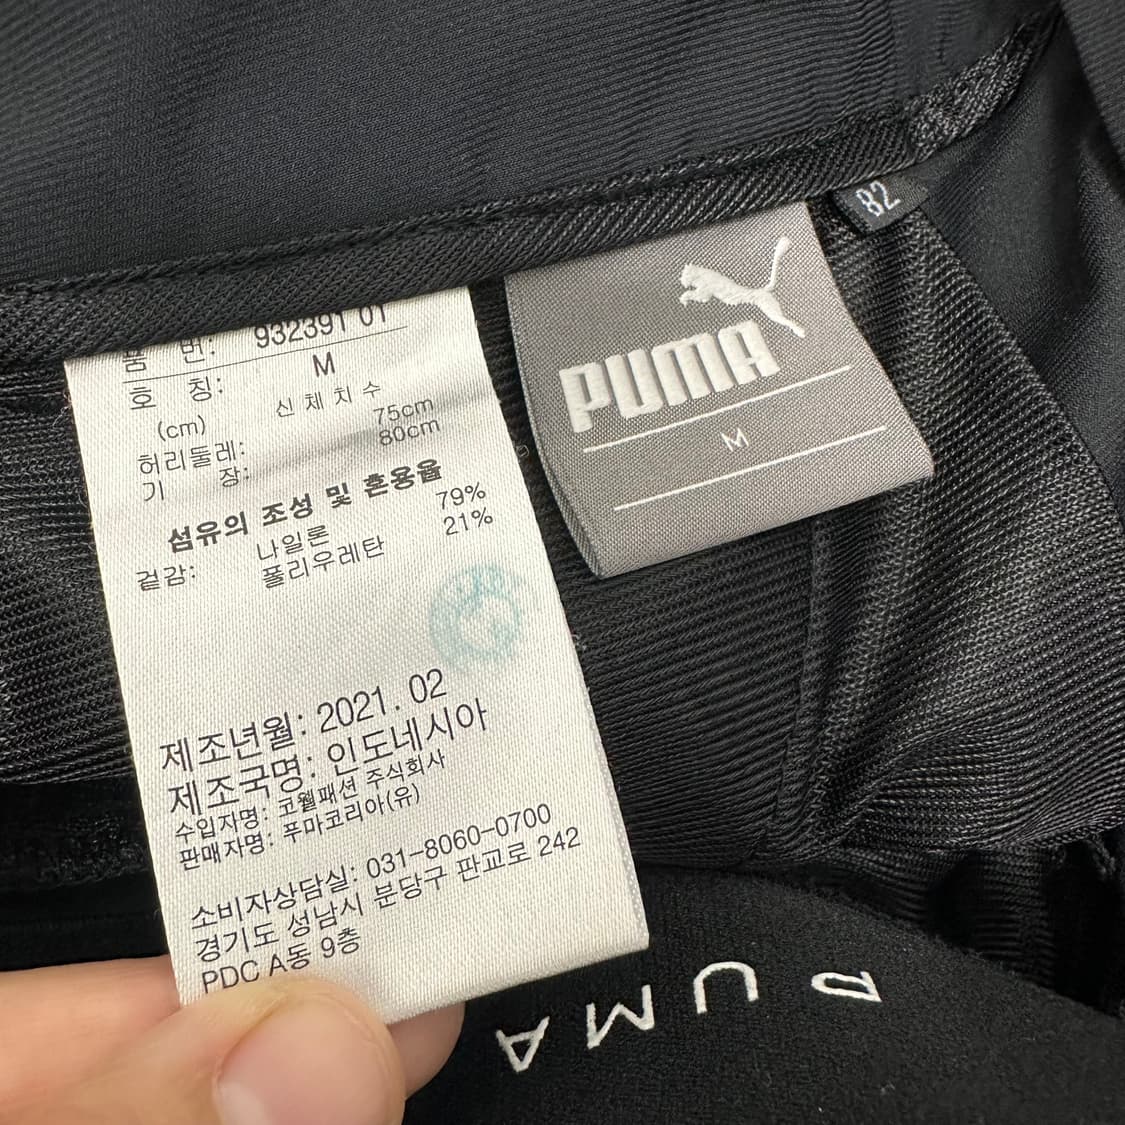 품 번: 932391 01
호 칭: M
(cm) 신 체 치 수
허리둘레: 75cm
기 장: 80cm
섬유의 조성 및 혼용율
겉감: 나일론 79%
폴리우레탄 21%
제조년월: 2021. 02
제조국명: 인도네시아
수입자명: 코웰패션 주식회사
판매자명: 푸마코리아(유)
소비자상담실: 031-8060-0700
경기도 성남시 분당구 판교로 242
PDC A동 9층
PUMA
M
82
PUMA